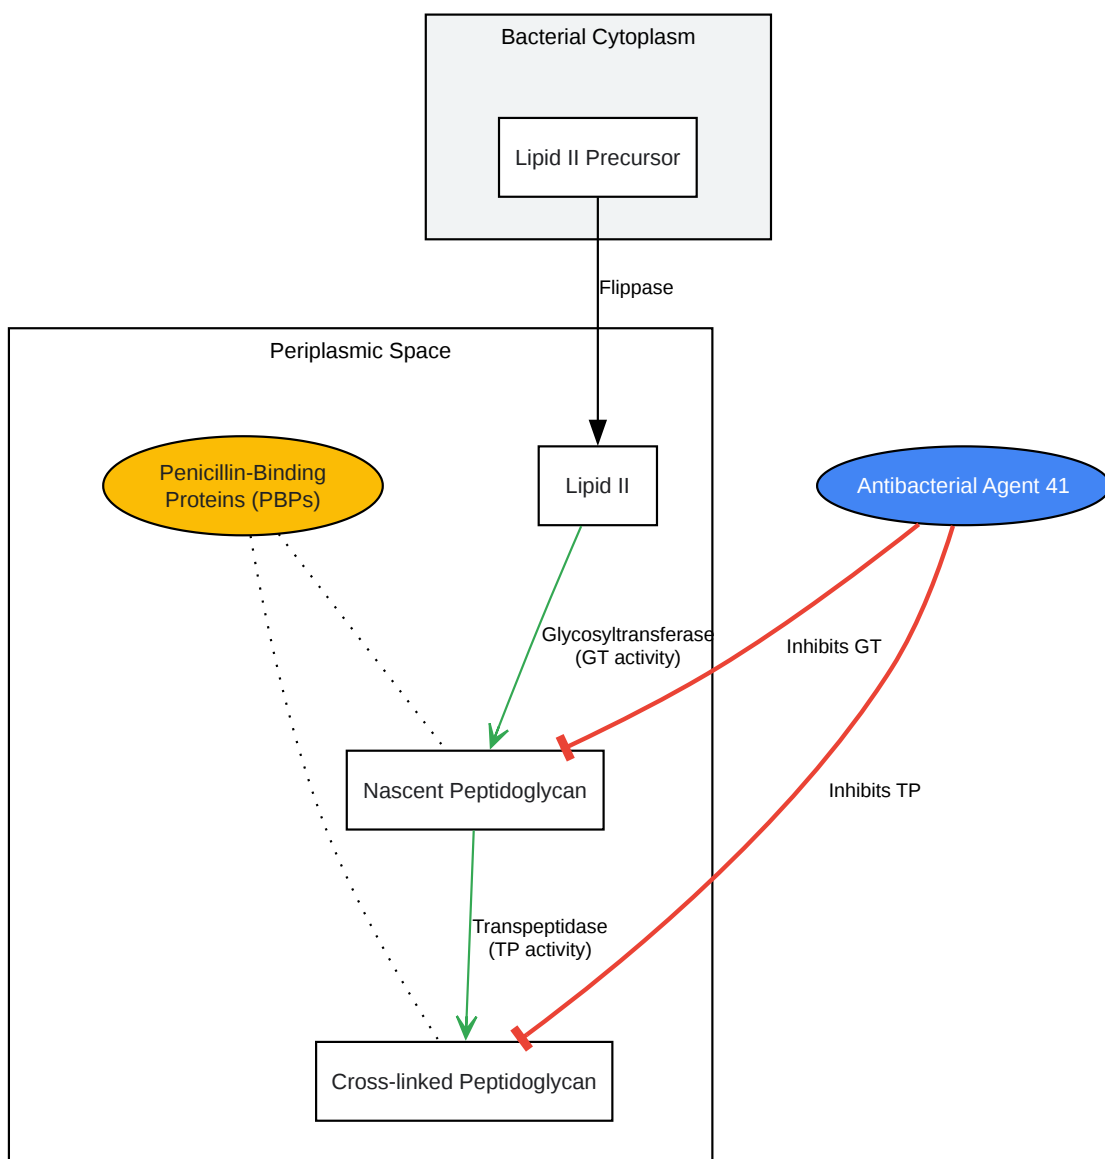 Bacterial Cytoplasm
Lipid II Precursor
Flippase
Periplasmic Space
Penicillin-Binding
Proteins (PBPs)
Lipid II
Antibacterial Agent 41
Glycosyltransferase
(GT activity)
Inhibits GT
Nascent Peptidoglycan
Inhibits TP
Transpeptidase
(TP activity)
Cross-linked Peptidoglycan